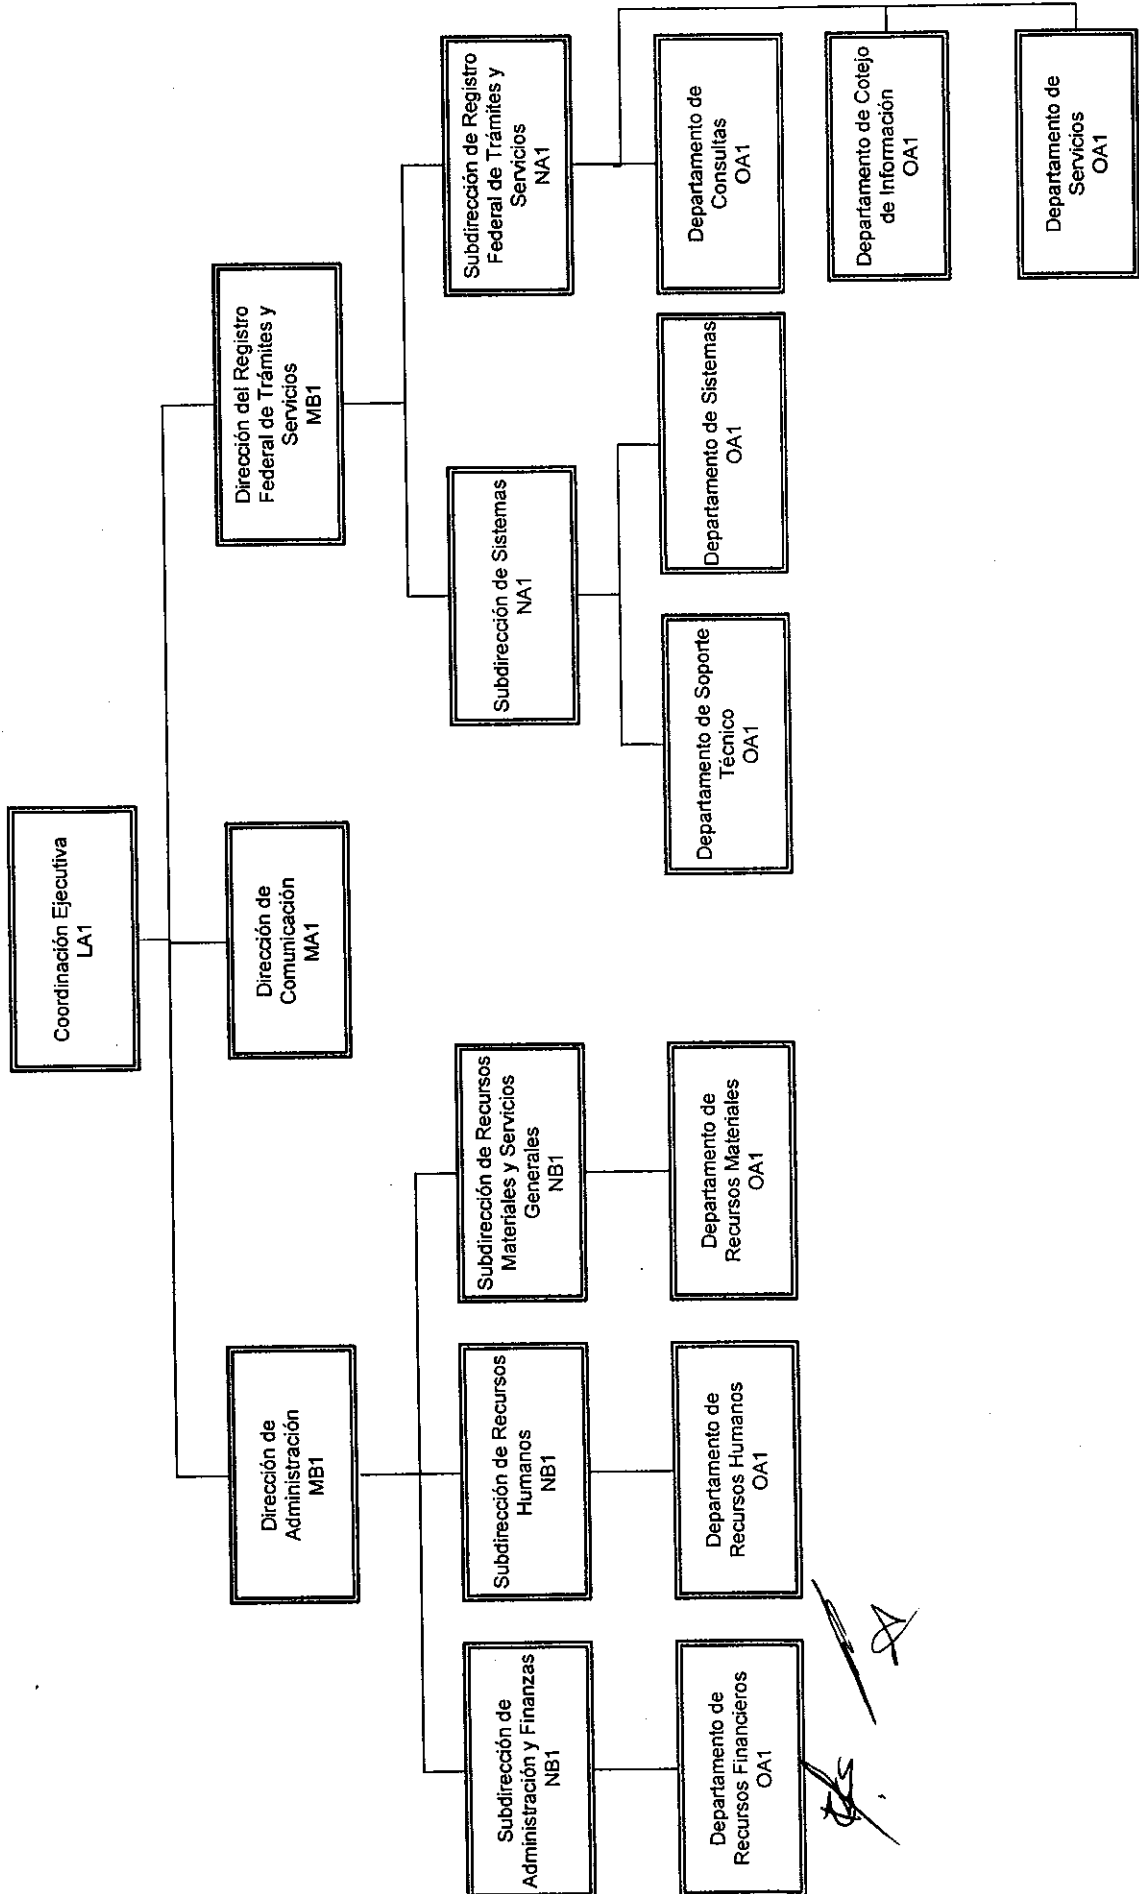 Coordinación Ejecutiva
LA1
Dirección de
Administración
MB1
Dirección de
Comunicación
MA1
Dirección del Registro
Federal de Trámites y
Servicios
MB1
Subdirección de
Administración y Finanzas
NB1
Subdirección de Recursos
Humanos
NB1
Subdirección de Recursos
Materiales y Servicios
Generales
NB1
Subdirección de Sistemas
NA1
Subdirección de Registro
Federal de Trámites y
Servicios
NA1
Departamento de
Recursos Financieros
OA1
Departamento de
Recursos Humanos
OA1
Departamento de
Recursos Materiales
OA1
Departamento de Soporte
Técnico
OA1
Departamento de Sistemas
OA1
Departamento de
Consultas
OA1
Departamento de Cotejo
de Información
OA1
Departamento de
Servicios
OA1